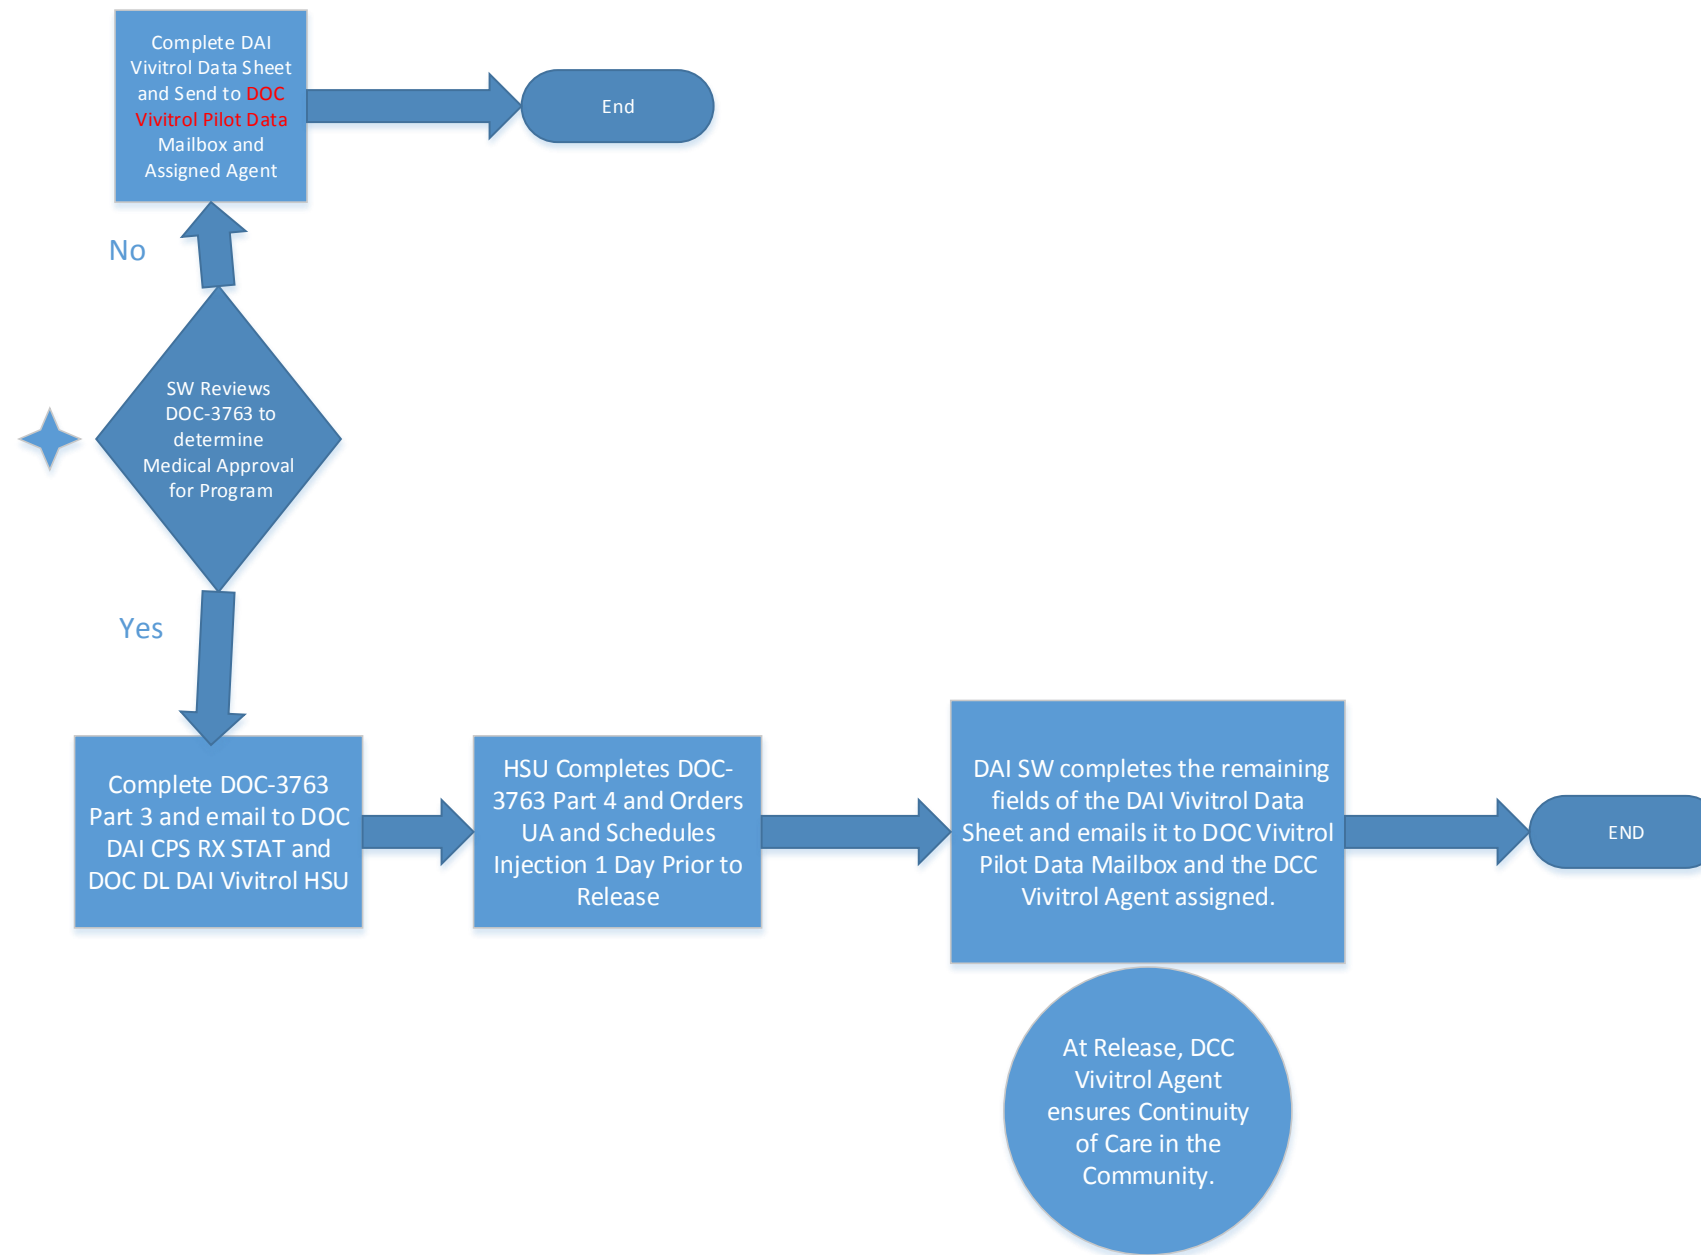 Complete DAI
Vivitrol Data Sheet
and Send to DOC
Vivitrol Pilot Data
Mailbox and
Assigned Agent
End
No
SW Reviews
DOC-3763 to
determine
Medical Approval
for Program
Yes
Complete DOC-3763
Part 3 and email to DOC
DAI CPS RX STAT and
DOC DL DAI Vivitrol HSU
HSU Completes DOC-
3763 Part 4 and Orders
UA and Schedules
Injection 1 Day Prior to
Release
DAI SW completes the remaining
fields of the DAI Vivitrol Data
Sheet and emails it to DOC Vivitrol
Pilot Data Mailbox and the DCC
Vivitrol Agent assigned.
END
At Release, DCC
Vivitrol Agent
ensures Continuity
of Care in the
Community.